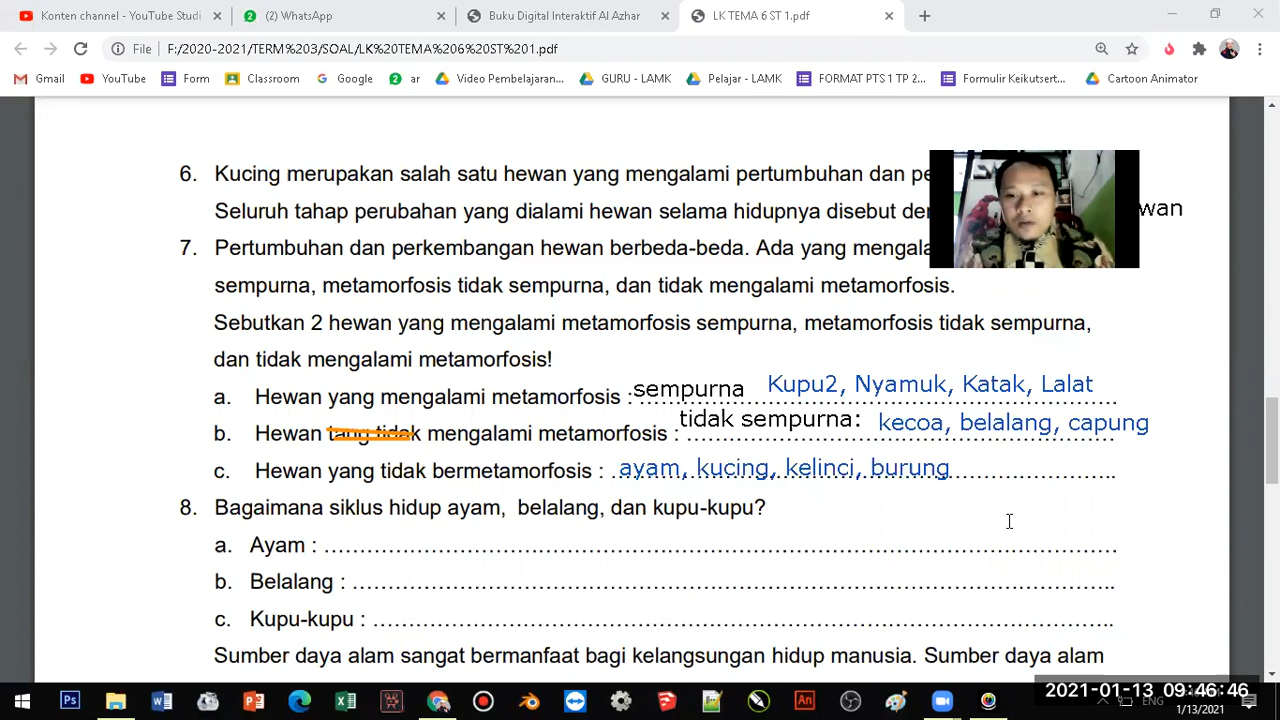 Konten channel - YouTube Studi
(2) WhatsApp
Buku Digital Interaktif Al Azhar
LK TEMA 6 ST 1.pdf
File F:/2020-2021/TERM%203/SOAL/LK%20TEMA%206%20ST%201.pdf
Gmail YouTube Form Classroom Google 2 ar Video Pembelajaran... GURU - LAMK Pelajar - LAMK FORMAT PTS 1 TP 2... Formulir Keikutsert... Cartoon Animator
6. Kucing merupakan salah satu hewan yang mengalami pertumbuhan dan pe
Seluruh tahap perubahan yang dialami hewan selama hidupnya disebut der wan
7. Pertumbuhan dan perkembangan hewan berbeda-beda. Ada yang mengala
sempurna, metamorfosis tidak sempurna, dan tidak mengalami metamorfosis.
Sebutkan 2 hewan yang mengalami metamorfosis sempurna, metamorfosis tidak sempurna,
dan tidak mengalami metamorfosis!
a. Hewan yang mengalami metamorfosis : sempurna Kupu2, Nyamuk, Katak, Lalat
b. Hewan tang tidak mengalami metamorfosis : tidak sempurna: kecoa, belalang, capung
c. Hewan yang tidak bermetamorfosis : ayam, kucing, kelinci, burung
8. Bagaimana siklus hidup ayam, belalang, dan kupu-kupu?
a. Ayam :
b. Belalang :
c. Kupu-kupu :
Sumber daya alam sangat bermanfaat bagi kelangsungan hidup manusia. Sumber daya alam
2021-01-13 09:46:46
ENG
1/13/2021